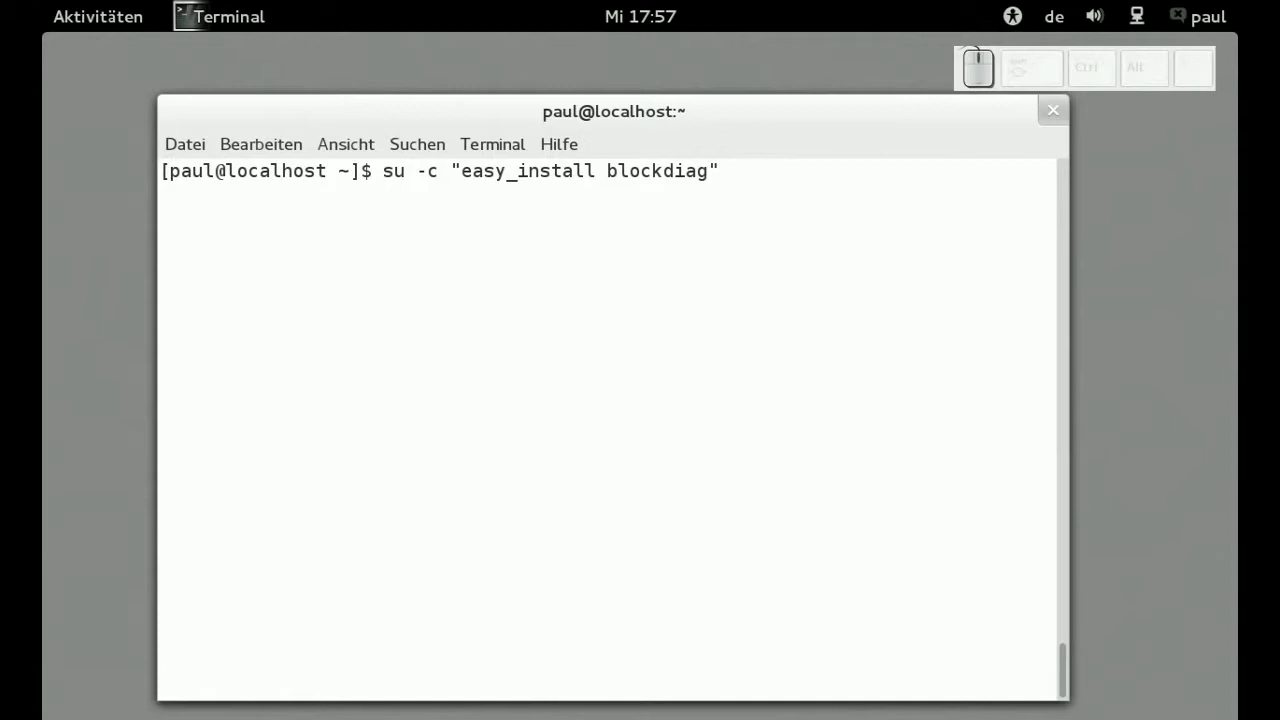 Aktivitäten Terminal Mi 17:57 de paul
Ctrl Alt
paul@localhost:~
Datei Bearbeiten Ansicht Suchen Terminal Hilfe
[paul@localhost ~]$ su -c "easy_install blockdiag"